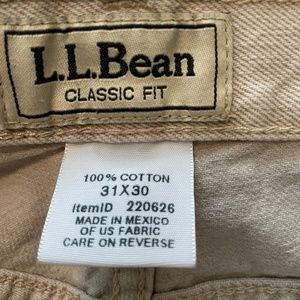 L.L.Bean
CLASSIC FIT
100% COTTON
31X30
ItemID 220626
MADE IN MEXICO
OF US FABRIC
CARE ON REVERSE